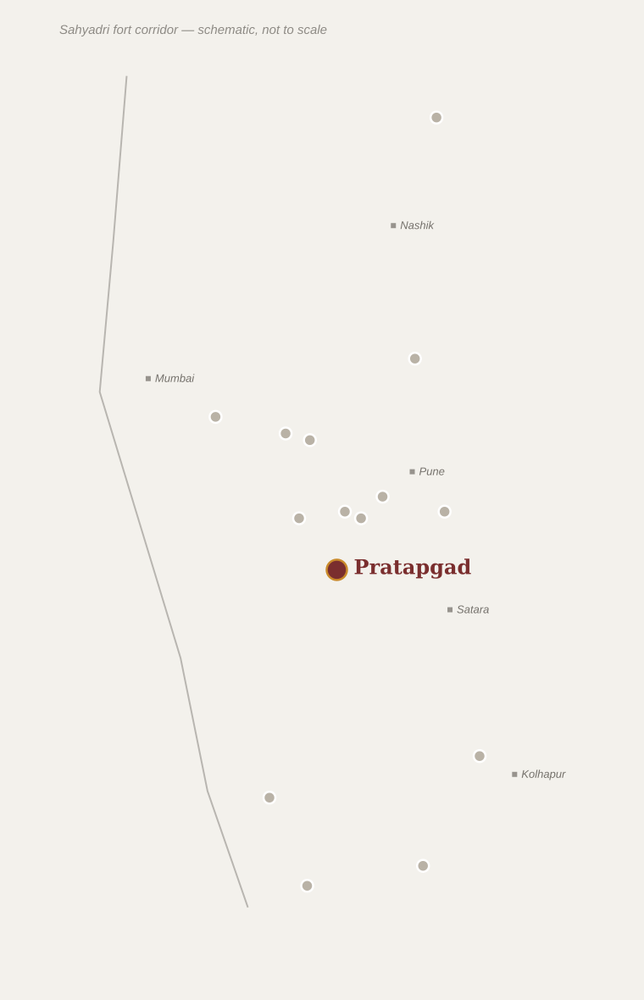 Sahyadri fort corridor — schematic, not to scale
Nashik
Mumbai
Pune
Pratapgad
Satara
Kolhapur